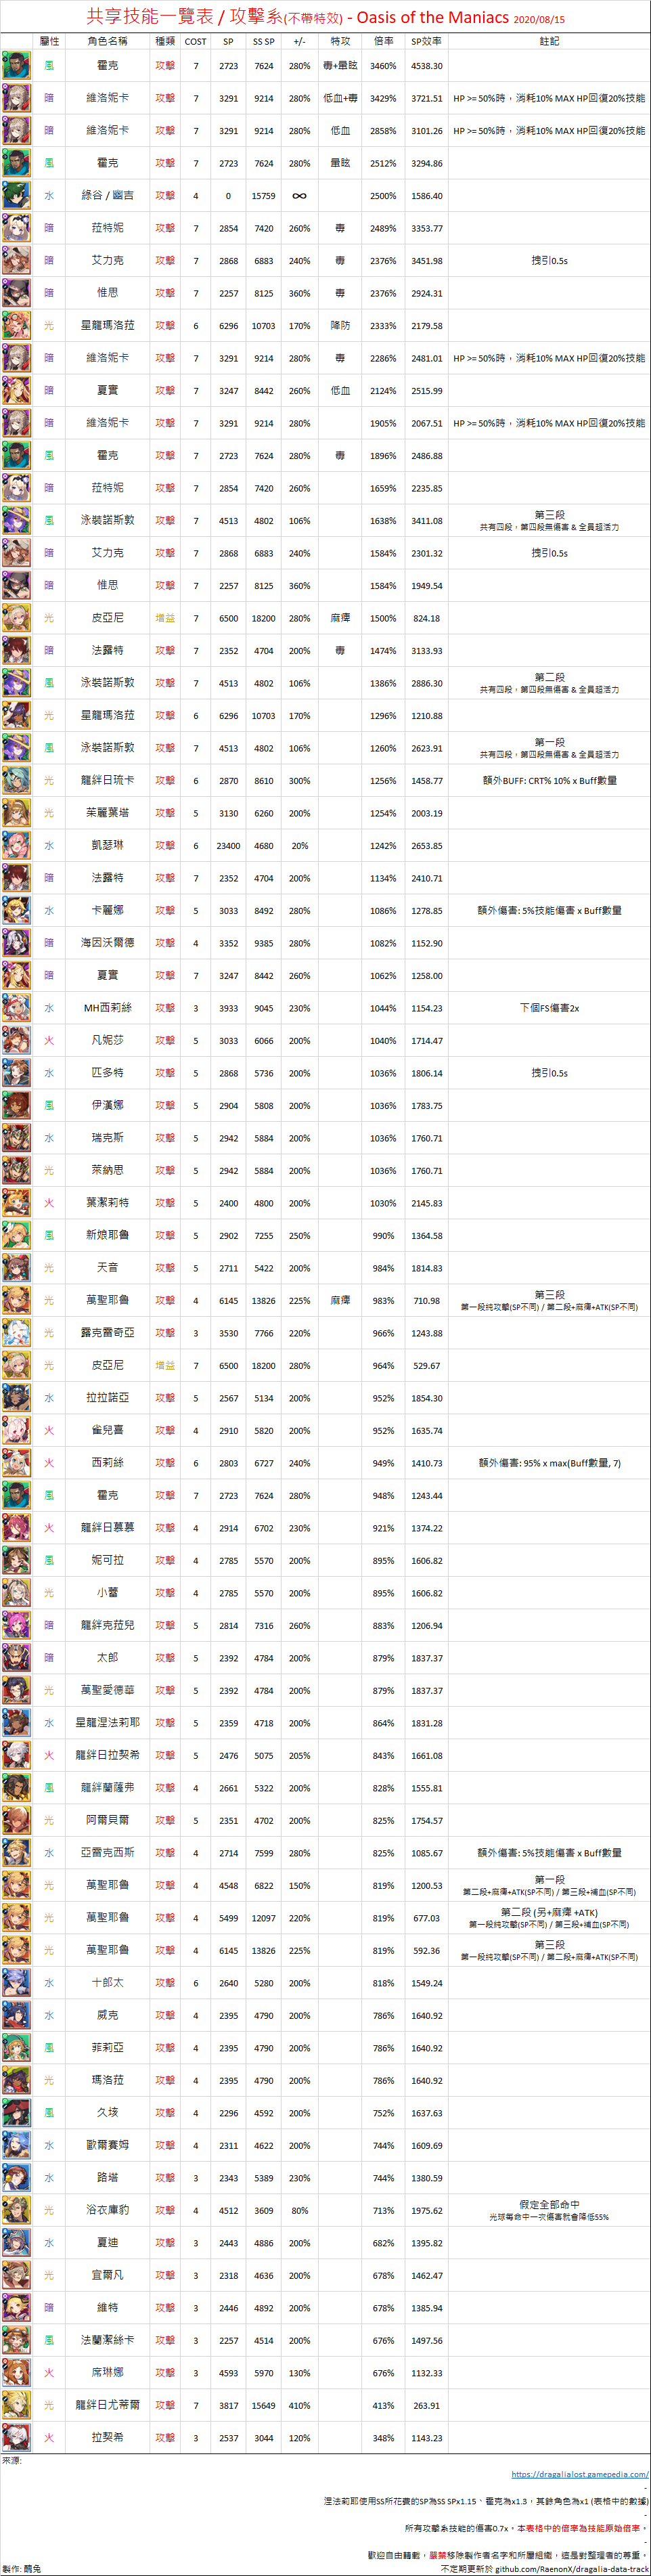 共享技能一覽表 / 攻擊系(不帶特效) - Oasis of the Maniacs 2020/08/15
屬性 角色名稱 種類 COST SP SS SP +/- 特攻 倍率 SP效率 註記
風 霍克 攻擊 7 2723 7624 280% 毒+暈眩 3460% 4538.30
暗 維洛妮卡 攻擊 7 3291 9214 280% 低血+毒 3429% 3721.51 HP >= 50%時，消耗10% MAX HP回復20%技能
暗 維洛妮卡 攻擊 7 3291 9214 280% 低血 2858% 3101.26 HP >= 50%時，消耗10% MAX HP回復20%技能
風 霍克 攻擊 7 2723 7624 280% 暈眩 2512% 3294.86
水 綠谷 / 幽吉 攻擊 4 0 15759 ∞ 2500% 1586.40
暗 菈特妮 攻擊 7 2854 7420 260% 毒 2489% 3353.77
暗 艾力克 攻擊 7 2868 6883 240% 毒 2376% 3451.98 拽引0.5s
暗 惟思 攻擊 7 2257 8125 360% 毒 2376% 2924.31
光 星龍瑪洛菈 攻擊 6 6296 10703 170% 降防 2333% 2179.58
暗 維洛妮卡 攻擊 7 3291 9214 280% 毒 2286% 2481.01 HP >= 50%時，消耗10% MAX HP回復20%技能
暗 夏實 攻擊 7 3247 8442 260% 低血 2124% 2515.99
暗 維洛妮卡 攻擊 7 3291 9214 280% 1905% 2067.51 HP >= 50%時，消耗10% MAX HP回復20%技能
風 霍克 攻擊 7 2723 7624 280% 毒 1896% 2486.88
暗 菈特妮 攻擊 7 2854 7420 260% 1659% 2235.85
風 泳裝諾斯敦 攻擊 7 4513 4802 106% 1638% 3411.08 第三段
共有四段，第四段無傷害 & 全員超活力
暗 艾力克 攻擊 7 2868 6883 240% 1584% 2301.32 拽引0.5s
暗 惟思 攻擊 7 2257 8125 360% 1584% 1949.54
光 皮亞尼 增益 7 6500 18200 280% 麻痺 1500% 824.18
暗 法露特 攻擊 7 2352 4704 200% 毒 1474% 3133.93
風 泳裝諾斯敦 攻擊 7 4513 4802 106% 1386% 2886.30 第二段
共有四段，第四段無傷害 & 全員超活力
光 星龍瑪洛菈 攻擊 6 6296 10703 170% 1296% 1210.88
風 泳裝諾斯敦 攻擊 7 4513 4802 106% 1260% 2623.91 第一段
共有四段，第四段無傷害 & 全員超活力
光 龍絆日琉卡 攻擊 6 2870 8610 300% 1256% 1458.77 額外BUFF: CRT% 10% x Buff數量
光 茱麗葉塔 攻擊 5 3130 6260 200% 1254% 2003.19
水 凱瑟琳 攻擊 6 23400 4680 20% 1242% 2653.85
暗 法露特 攻擊 7 2352 4704 200% 1134% 2410.71
水 卡麗娜 攻擊 5 3033 8492 280% 1086% 1278.85 額外傷害: 5%技能傷害 x Buff數量
暗 海因沃爾德 攻擊 4 3352 9385 280% 1082% 1152.90
暗 夏實 攻擊 7 3247 8442 260% 1062% 1258.00
水 MH西莉絲 攻擊 3 3933 9045 230% 1044% 1154.23 下個FS傷害2x
火 凡妮莎 攻擊 5 3033 6066 200% 1040% 1714.47
水 匹多特 攻擊 5 2868 5736 200% 1036% 1806.14 拽引0.5s
風 伊漢娜 攻擊 5 2904 5808 200% 1036% 1783.75
水 瑞克斯 攻擊 5 2942 5884 200% 1036% 1760.71
光 萊納思 攻擊 5 2942 5884 200% 1036% 1760.71
火 葉潔莉特 攻擊 5 2400 4800 200% 1030% 2145.83
風 新娘耶魯 攻擊 5 2902 7255 250% 990% 1364.58
光 天音 攻擊 5 2711 5422 200% 984% 1814.83
光 萬聖耶魯 攻擊 4 6145 13826 225% 麻痺 983% 710.98 第三段
第一段純攻擊(SP不同) / 第二段+麻痺+ATK(SP不同)
光 露克雷奇亞 攻擊 3 3530 7766 220% 966% 1243.88
光 皮亞尼 增益 7 6500 18200 280% 964% 529.67
水 拉拉諾亞 攻擊 5 2567 5134 200% 952% 1854.30
火 雀兒喜 攻擊 4 2910 5820 200% 952% 1635.74
火 西莉絲 攻擊 6 2803 6727 240% 949% 1410.73 額外傷害: 95% x max(Buff數量, 7)
風 霍克 攻擊 7 2723 7624 280% 948% 1243.44
火 龍絆日慕慕 攻擊 4 2914 6702 230% 921% 1374.22
風 妮可拉 攻擊 4 2785 5570 200% 895% 1606.82
光 小蕾 攻擊 4 2785 5570 200% 895% 1606.82
暗 龍絆克菈兒 攻擊 5 2814 7316 260% 883% 1206.94
暗 太郎 攻擊 5 2392 4784 200% 879% 1837.37
光 萬聖愛德華 攻擊 5 2392 4784 200% 879% 1837.37
水 星龍涅法莉耶 攻擊 5 2359 4718 200% 864% 1831.28
火 龍絆日拉契希 攻擊 5 2476 5075 205% 843% 1661.08
風 龍絆蘭薩弗 攻擊 4 2661 5322 200% 828% 1555.81
光 阿爾貝爾 攻擊 5 2351 4702 200% 825% 1754.57
水 亞雷克西斯 攻擊 4 2714 7599 280% 825% 1085.67 額外傷害: 5%技能傷害 x Buff數量
光 萬聖耶魯 攻擊 4 4548 6822 150% 819% 1200.53 第一段
第二段+麻痺+ATK(SP不同) / 第三段+補血(SP不同)
光 萬聖耶魯 攻擊 4 5499 12097 220% 819% 677.03 第二段 (另+麻痺 +ATK)
第一段純攻擊(SP不同) / 第三段+補血(SP不同)
光 萬聖耶魯 攻擊 4 6145 13826 225% 819% 592.36 第三段
第一段純攻擊(SP不同) / 第二段+麻痺+ATK(SP不同)
水 十郎太 攻擊 6 2640 5280 200% 818% 1549.24
水 威克 攻擊 4 2395 4790 200% 786% 1640.92
風 菲莉亞 攻擊 4 2395 4790 200% 786% 1640.92
光 瑪洛菈 攻擊 4 2395 4790 200% 786% 1640.92
風 久垓 攻擊 4 2296 4592 200% 752% 1637.63
水 歐爾賽姆 攻擊 4 2311 4622 200% 744% 1609.69
水 路塔 攻擊 3 2343 5389 230% 744% 1380.59
光 浴衣庫豹 攻擊 4 4512 3609 80% 713% 1975.62 假定全部命中
光球每命中一次傷害就會降低55%
水 夏迪 攻擊 3 2443 4886 200% 682% 1395.82
光 宜爾凡 攻擊 3 2318 4636 200% 678% 1462.47
暗 維特 攻擊 3 2446 4892 200% 678% 1385.94
風 法蘭潔絲卡 攻擊 3 2257 4514 200% 676% 1497.56
火 席琳娜 攻擊 3 4593 5970 130% 676% 1132.33
光 龍絆日尤蒂爾 攻擊 7 3817 15649 410% 413% 263.91
火 拉契希 攻擊 3 2537 3044 120% 348% 1143.23
來源:
https://dragalialost.gamepedia.com/
-
涅法莉耶使用SS所花費的SP為SS SPx1.15、霍克為x1.3，其餘角色為x1 (表格中的數據)
-
所有攻擊系技能的傷害0.7x。本表格中的倍率為技能原始倍率。
-
歡迎自由轉載，嚴禁移除製作者名字和所屬組織，這是對整理者的尊重。
製作: 鷗兔 不定期更新於 github.com/RaenonX/dragalia-data-track